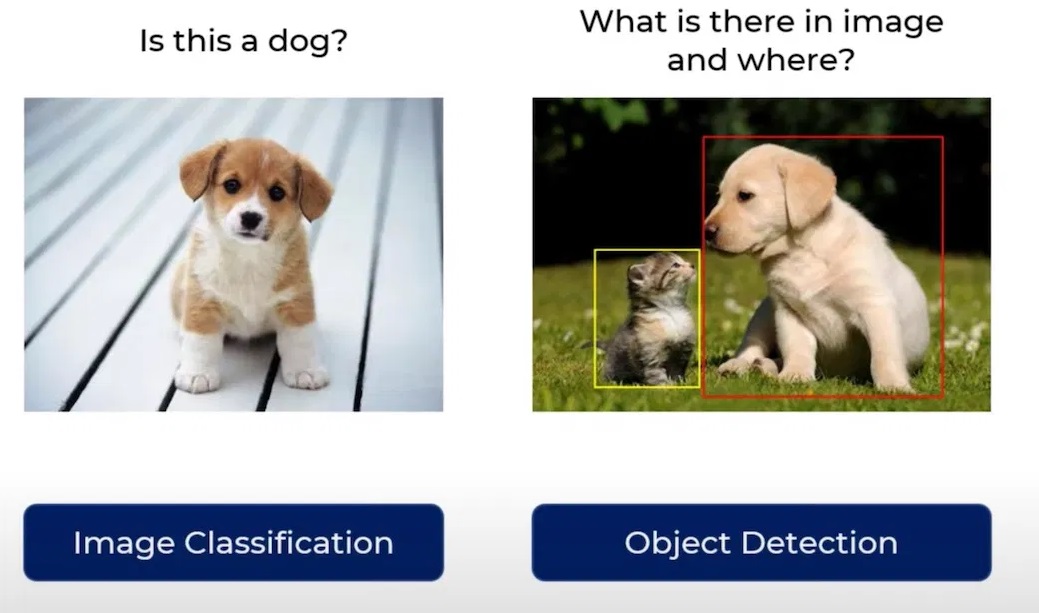 Is this a dog?
What is there in image
and where?
Image Classification
Object Detection